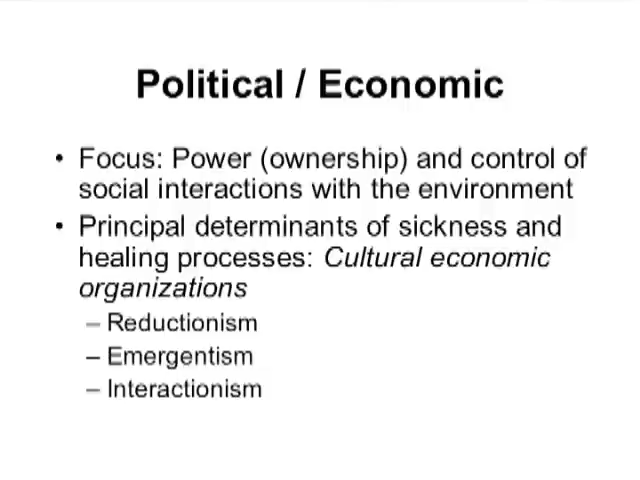 Political / Economic
• Focus: Power (ownership) and control of
social interactions with the environment
• Principal determinants of sickness and
healing processes: Cultural economic
organizations
– Reductionism
– Emergentism
– Interactionism